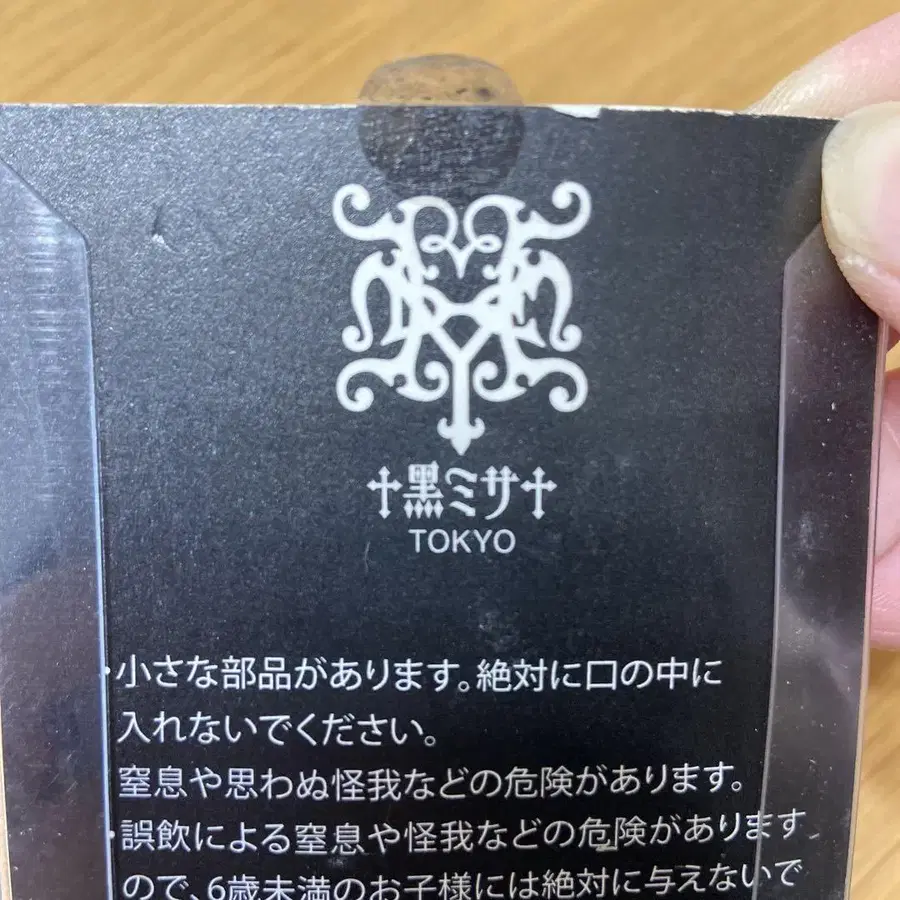 †黒ミサ†
TOKYO
・小さな部品があります。絶対に口の中に
入れないでください。
窒息や思わぬ怪我などの危険があります。
・誤飲による窒息や怪我などの危険があります
ので、6歳未満のお子様には絶対に与えないで